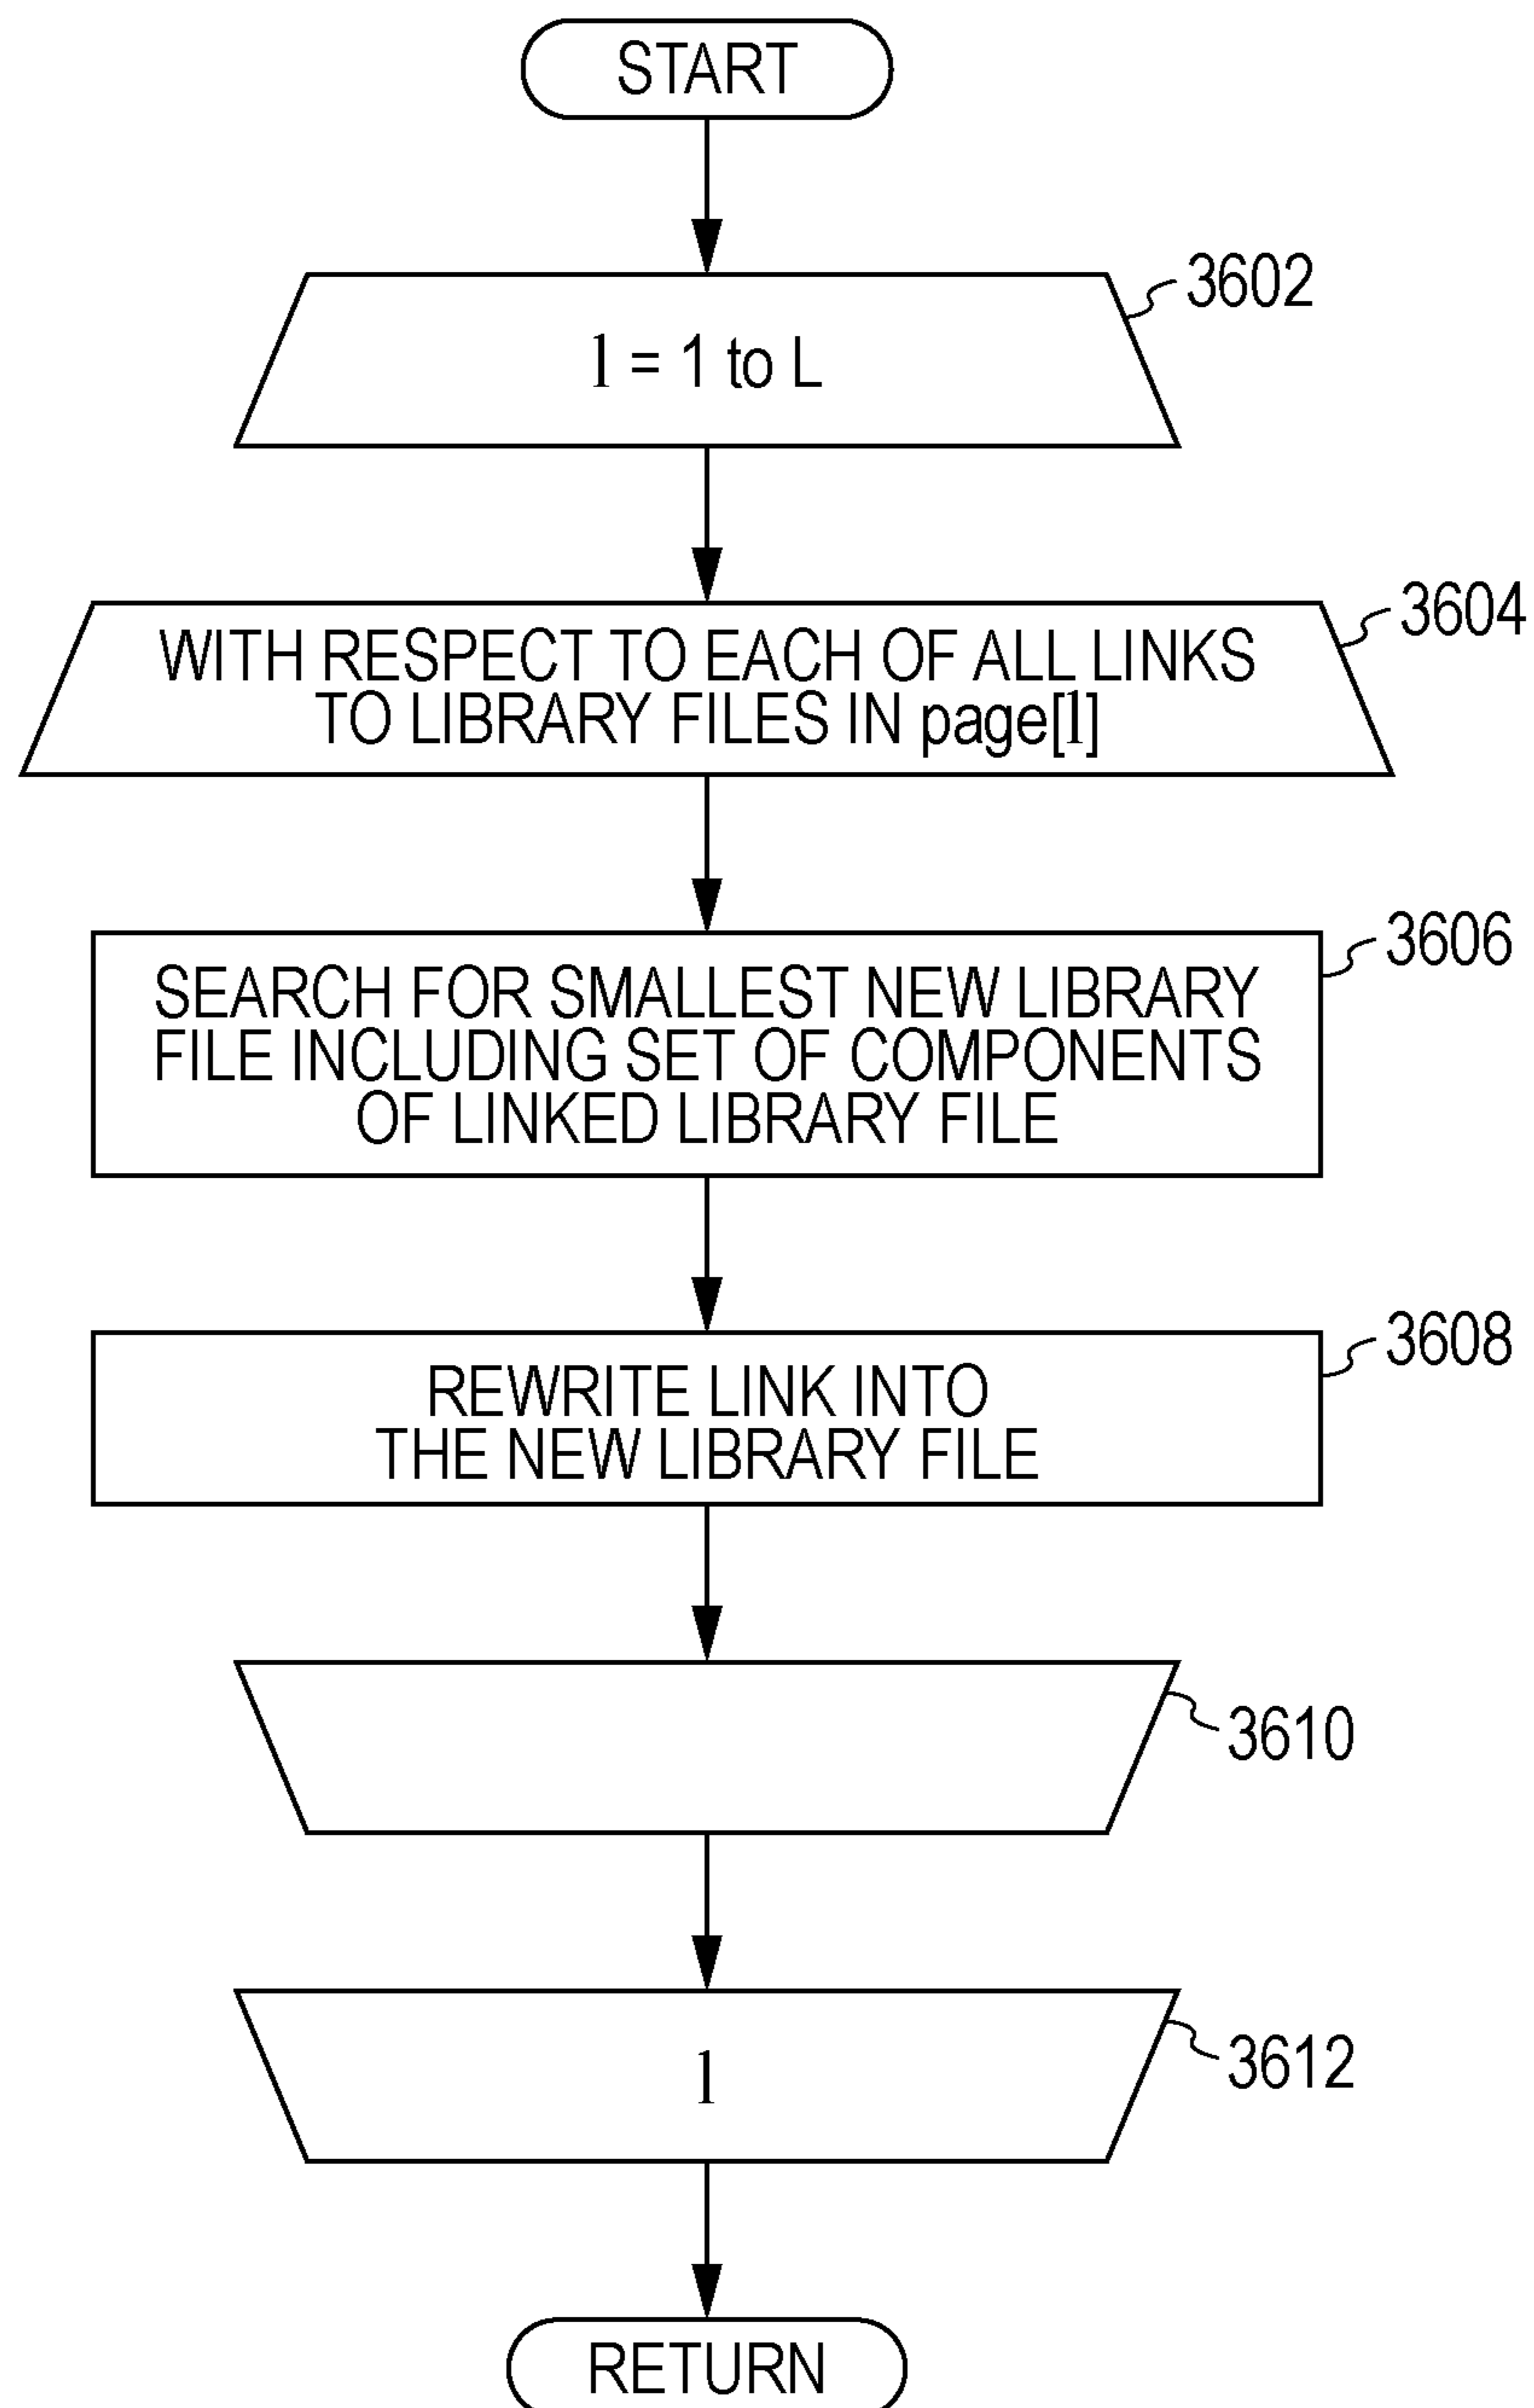 START
3602
l = 1 to L
3604
WITH RESPECT TO EACH OF ALL LINKS
TO LIBRARY FILES IN page[l]
3606
SEARCH FOR SMALLEST NEW LIBRARY
FILE INCLUDING SET OF COMPONENTS
OF LINKED LIBRARY FILE
3608
REWRITE LINK INTO
THE NEW LIBRARY FILE
3610
3612
l
RETURN